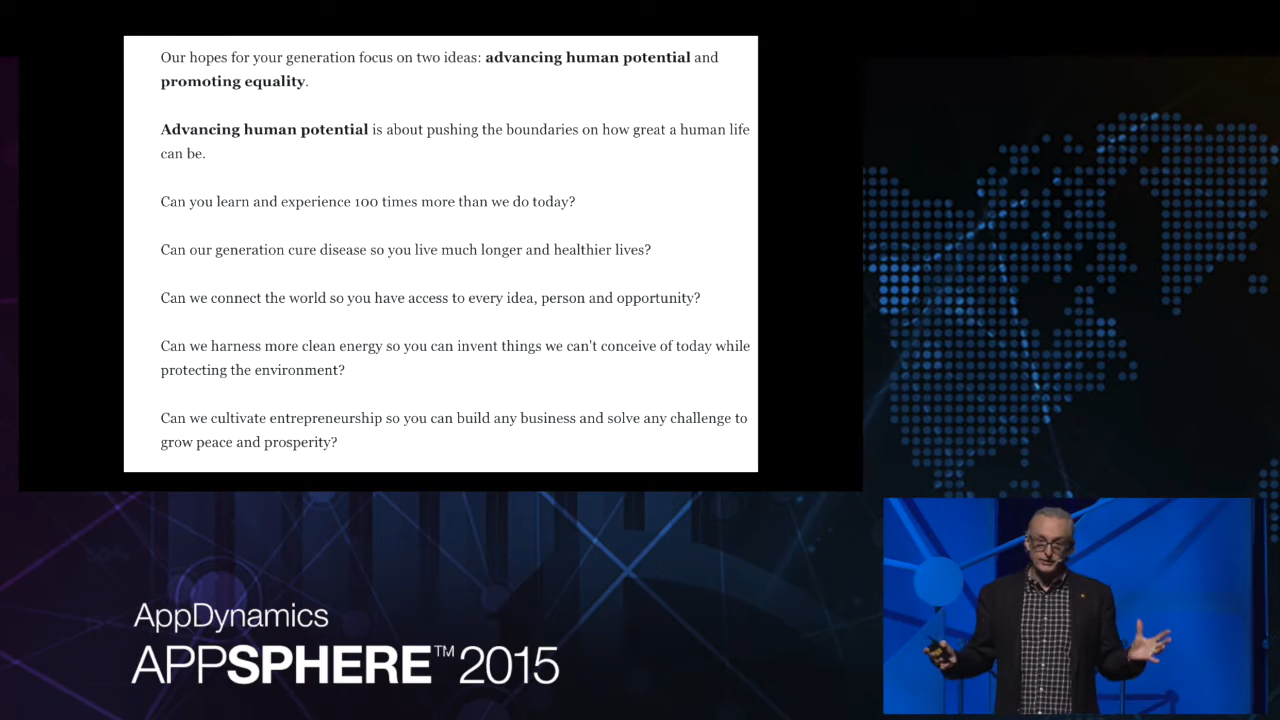 Our hopes for your generation focus on two ideas: advancing human potential and
promoting equality.
Advancing human potential is about pushing the boundaries on how great a human life
can be.
Can you learn and experience 100 times more than we do today?
Can our generation cure disease so you live much longer and healthier lives?
Can we connect the world so you have access to every idea, person and opportunity?
Can we harness more clean energy so you can invent things we can't conceive of today while
protecting the environment?
Can we cultivate entrepreneurship so you can build any business and solve any challenge to
grow peace and prosperity?
AppDynamics
APPSPHERE™ 2015